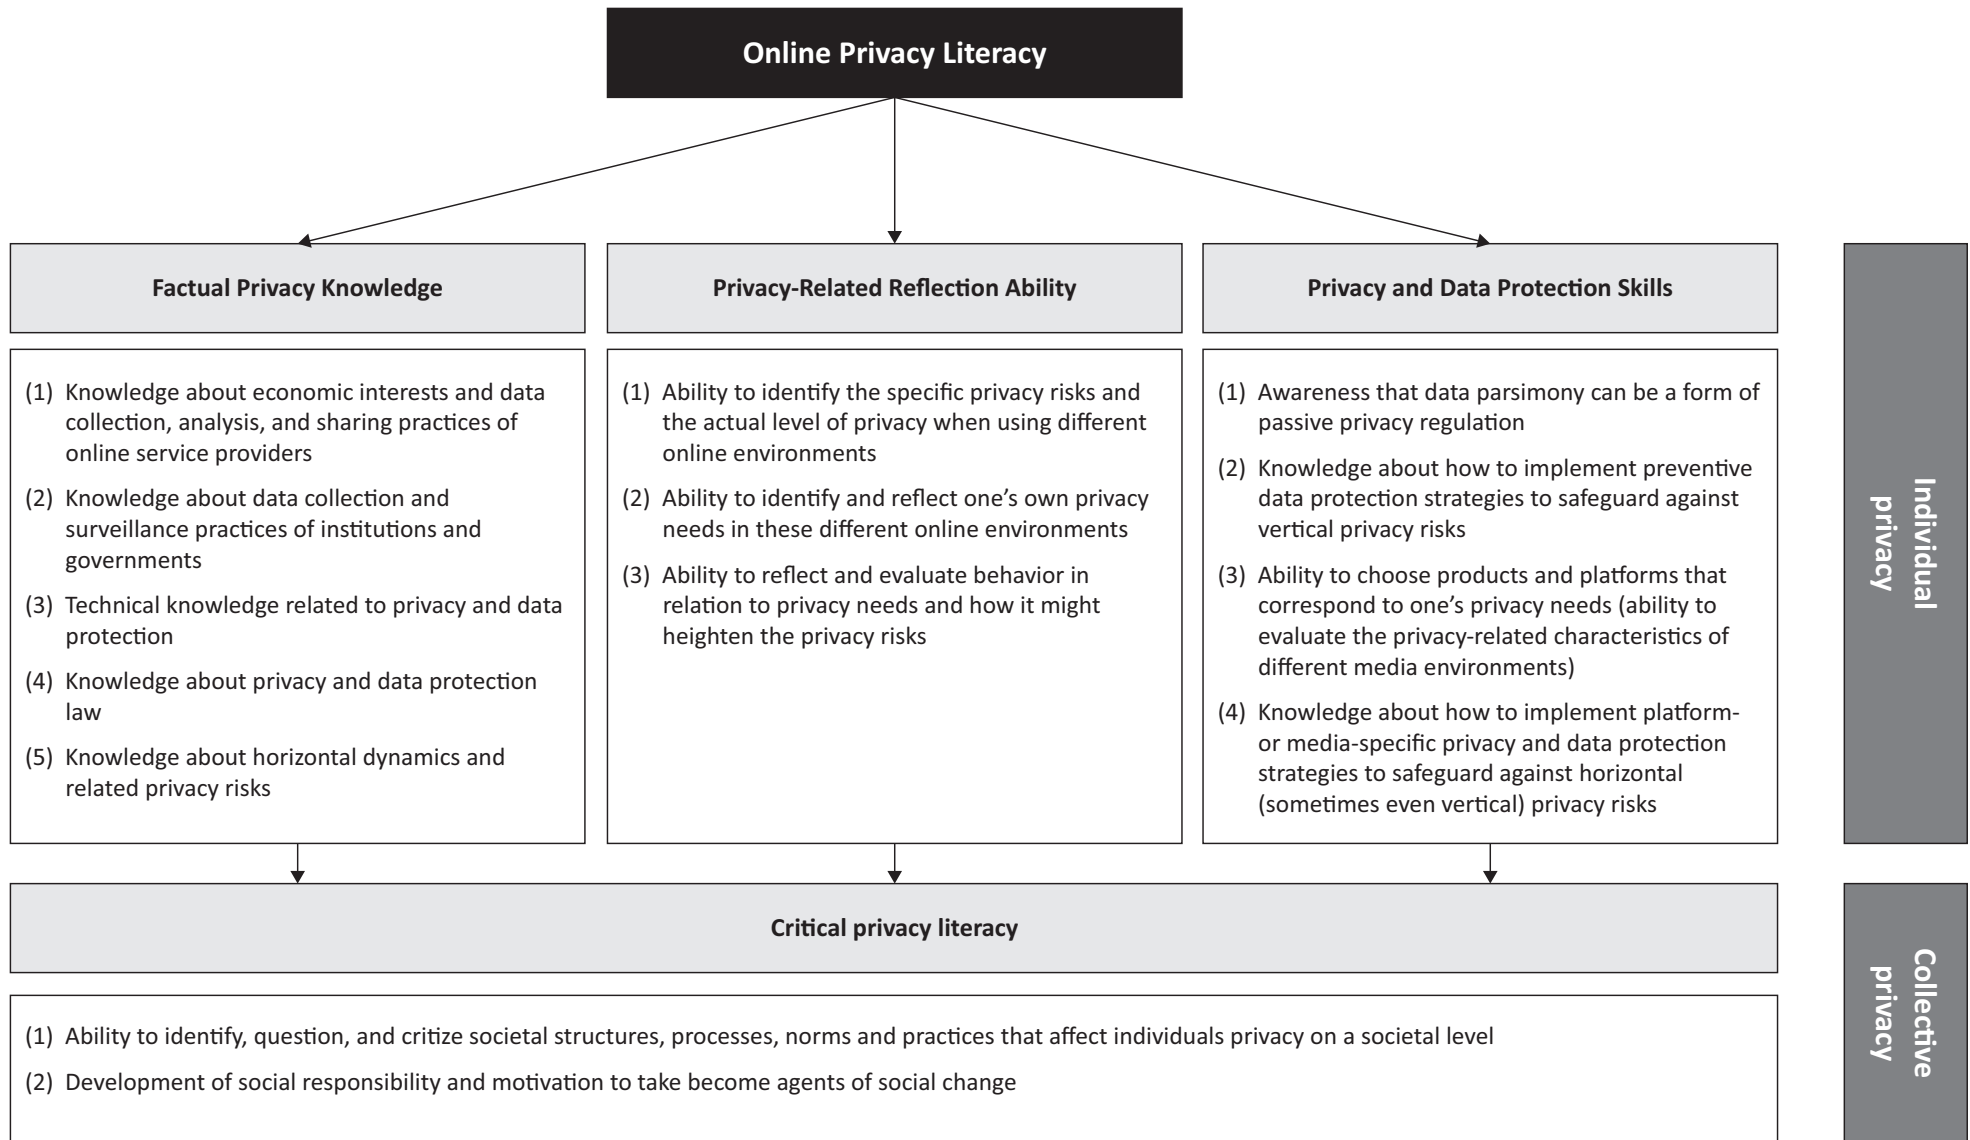 Online Privacy Literacy
Factual Privacy Knowledge
(1) Knowledge about economic interests and data
collection, analysis, and sharing practices of
online service providers
(2) Knowledge about data collection and
surveillance practices of institutions and
governments
(3) Technical knowledge related to privacy and data
protection
(4) Knowledge about privacy and data protection
law
(5) Knowledge about horizontal dynamics and
related privacy risks
Privacy-Related Reflection Ability
(1) Ability to identify the specific privacy risks and
the actual level of privacy when using different
online environments
(2) Ability to identify and reflect one’s own privacy
needs in these different online environments
(3) Ability to reflect and evaluate behavior in
relation to privacy needs and how it might
heighten the privacy risks
Privacy and Data Protection Skills
(1) Awareness that data parsimony can be a form of
passive privacy regulation
(2) Knowledge about how to implement preventive
data protection strategies to safeguard against
vertical privacy risks
(3) Ability to choose products and platforms that
correspond to one’s privacy needs (ability to
evaluate the privacy-related characteristics of
different media environments)
(4) Knowledge about how to implement platform-
or media-specific privacy and data protection
strategies to safeguard against horizontal
(sometimes even vertical) privacy risks
Individual
privacy
Critical privacy literacy
(1) Ability to identify, question, and critize societal structures, processes, norms and practices that affect individuals privacy on a societal level
(2) Development of social responsibility and motivation to take become agents of social change
Collective
privacy